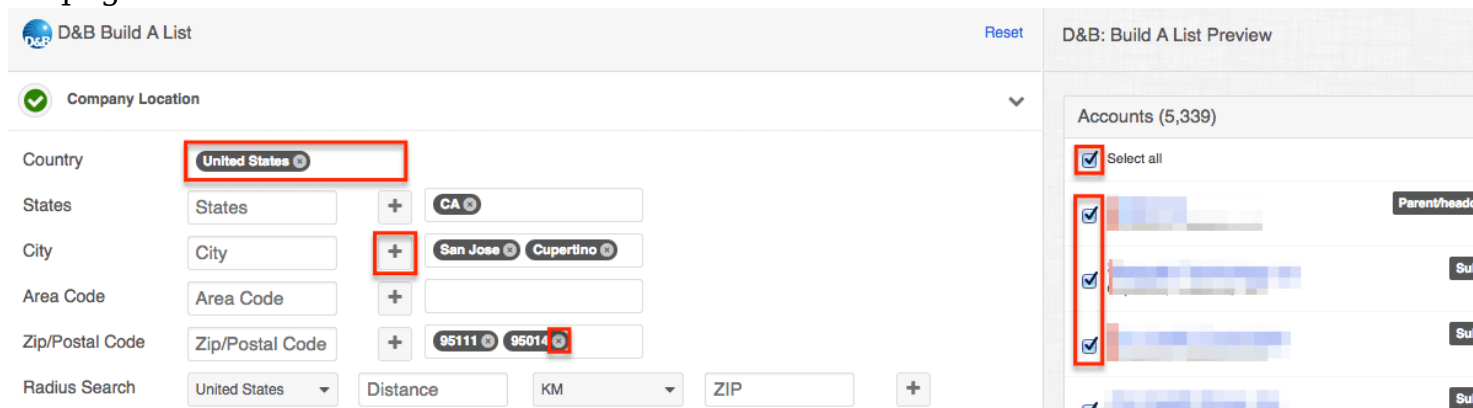 D&B D&B Build A List Reset
D&B: Build A List Preview
Company Location
Accounts (5,339)
Country United States
Select all
States States + CA
City City + San Jose Cupertino
Area Code Area Code +
Zip/Postal Code Zip/Postal Code + 95111 95014
Radius Search United States Distance KM ZIP +